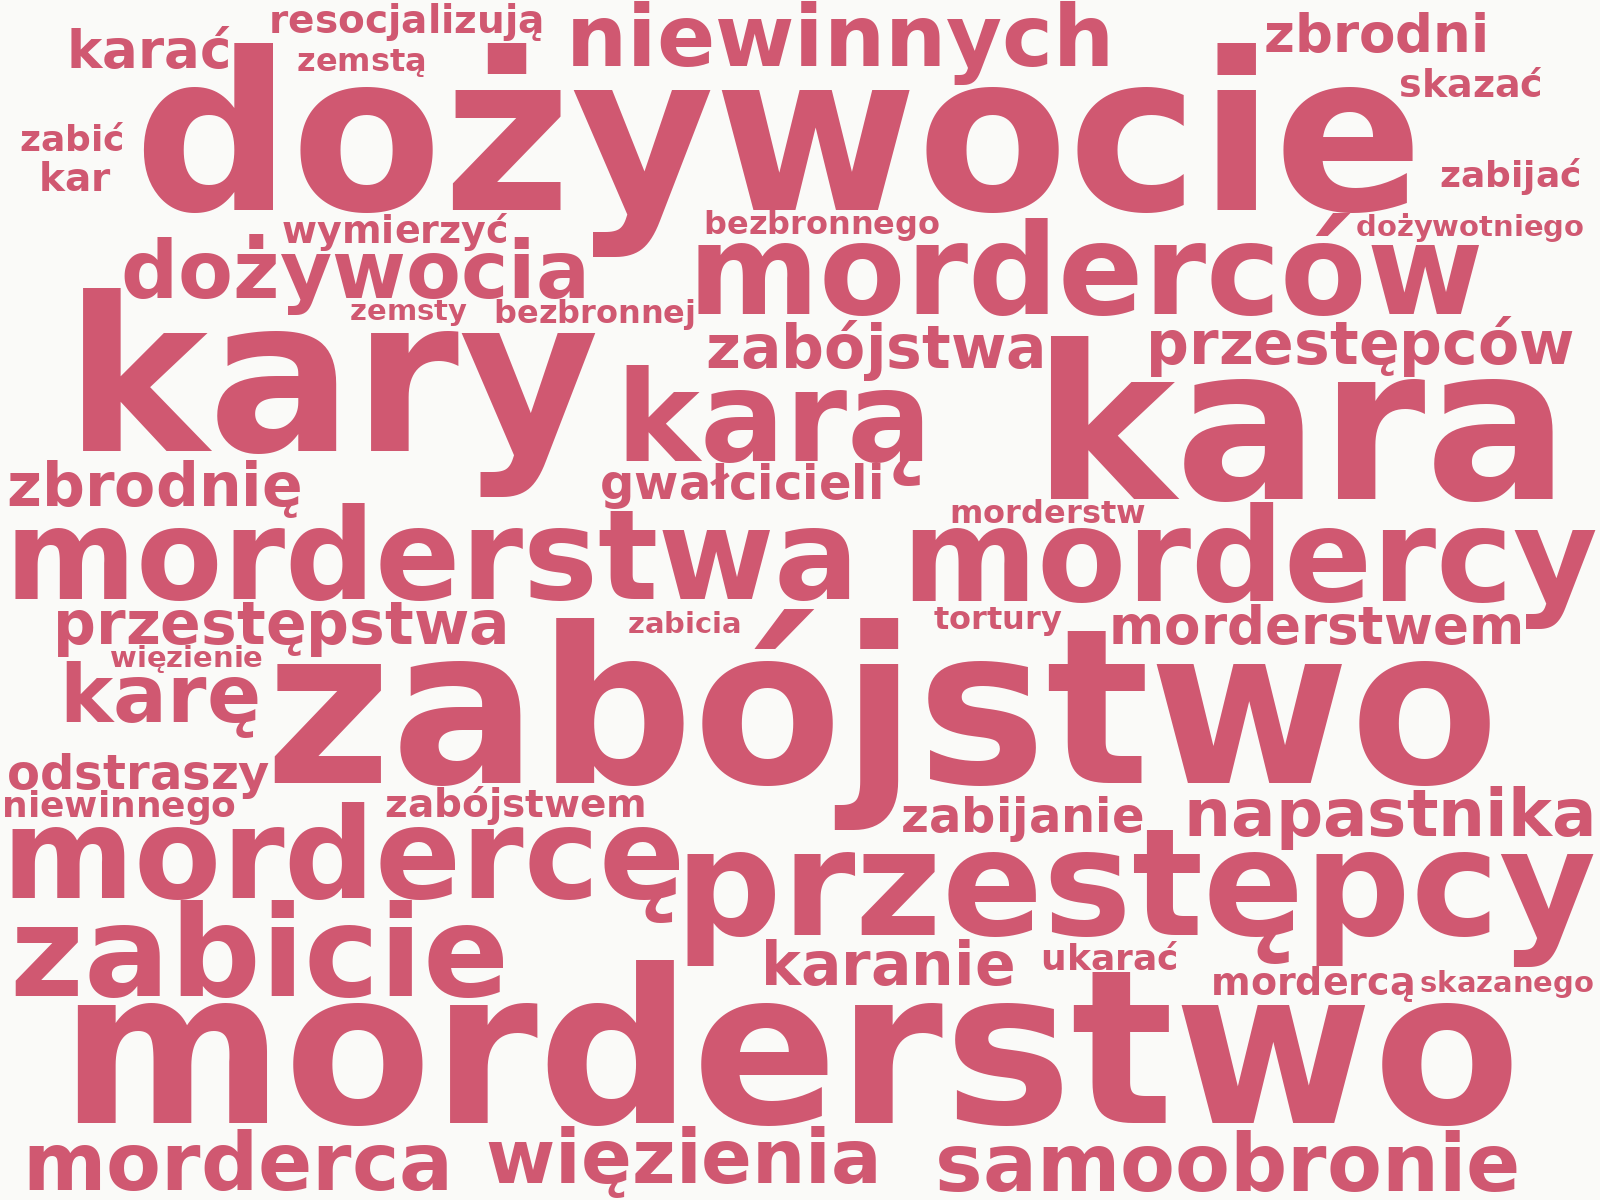 resocjalizują
niewinnych
zbrodni
karać
zemstą
skazać
dożywocie
zabić
kar
zabijać
wymierzyć
bezbronnego
dożywotniego
dożywocia
morderców
zemsty
bezbronnej
kary
zabójstwa
przestępców
karą
kara
zbrodnię
gwałcicieli
morderstw
morderstwa
mordercy
przestępstwa
zabicia
tortury
morderstwem
więzienie
karę
zabójstwo
odstraszy
niewinnego
zabójstwem
zabijanie
napastnika
mordercę
przestępcy
zabicie
karanie
ukarać
mordercą
skazanego
morderstwo
morderca
więzienia
samoobronie